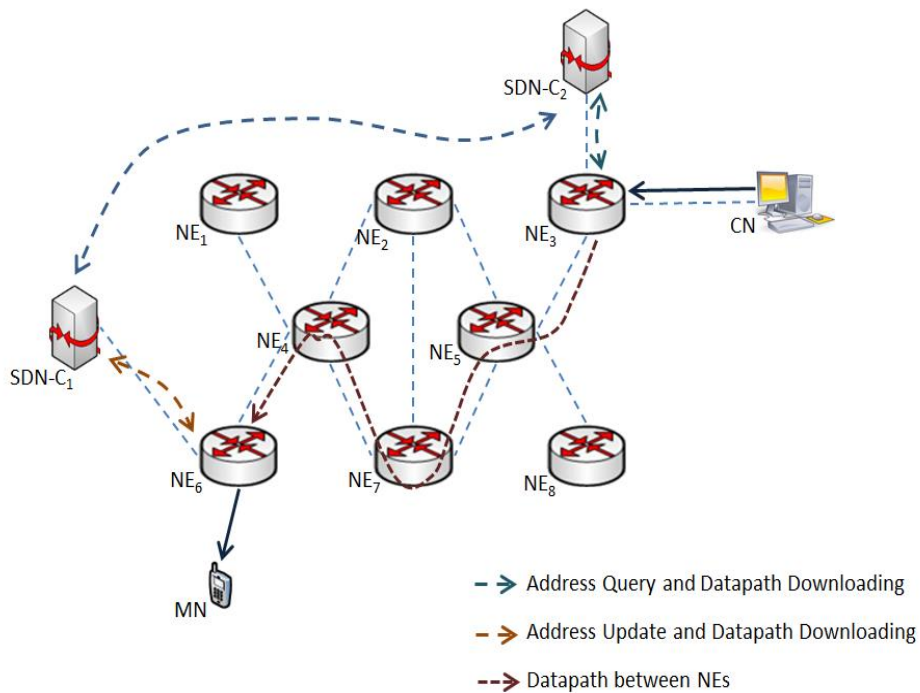 SDN-C2
NE1
NE2
NE3
CN
NE4
NE5
SDN-C1
NE6
NE7
NE8
MN
Address Query and Datapath Downloading
Address Update and Datapath Downloading
Datapath between NEs